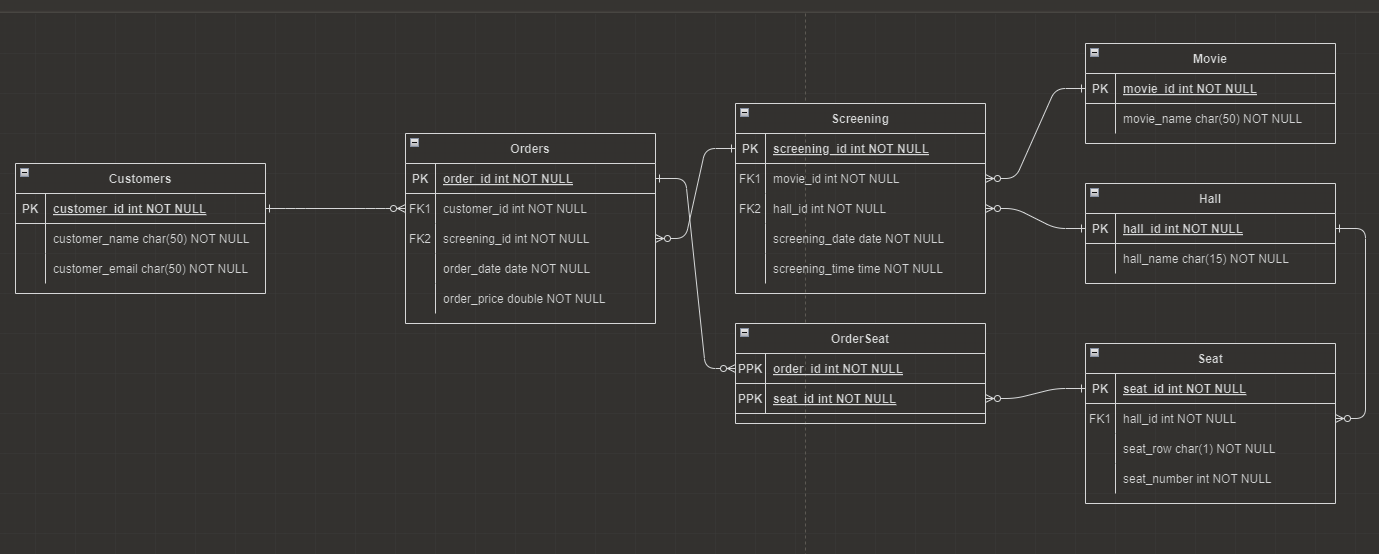 Customers
PK customer_id int NOT NULL
customer_name char(50) NOT NULL
customer_email char(50) NOT NULL
Orders
PK order_id int NOT NULL
FK1 customer_id int NOT NULL
FK2 screening_id int NOT NULL
order_date date NOT NULL
order_price double NOT NULL
Screening
PK screening_id int NOT NULL
FK1 movie_id int NOT NULL
FK2 hall_id int NOT NULL
screening_date date NOT NULL
screening_time time NOT NULL
OrderSeat
PPK order_id int NOT NULL
PPK seat_id int NOT NULL
Movie
PK movie_id int NOT NULL
movie_name char(50) NOT NULL
Hall
PK hall_id int NOT NULL
hall_name char(15) NOT NULL
Seat
PK seat_id int NOT NULL
FK1 hall_id int NOT NULL
seat_row char(1) NOT NULL
seat_number int NOT NULL